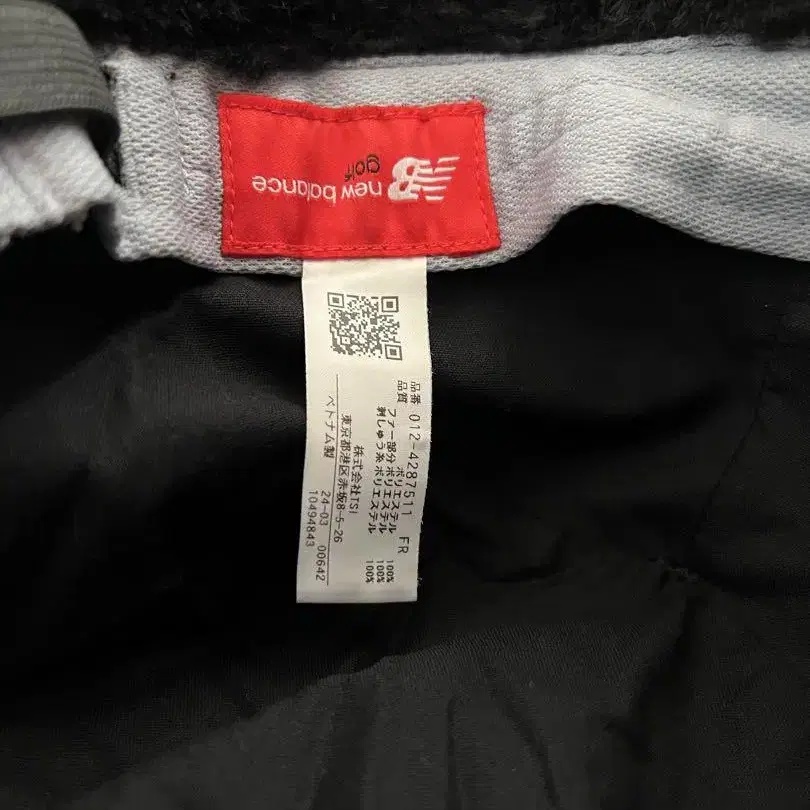 new balance
golf
品番 012-4287511 FR
品質 ポリエステル 100%
ファー部分 ポリエステル 100%
刺しゅう糸 ポリエステル 100%
株式会社TSI
東京都港区赤坂8-5-26
ベトナム製
24-03 00642
10494843